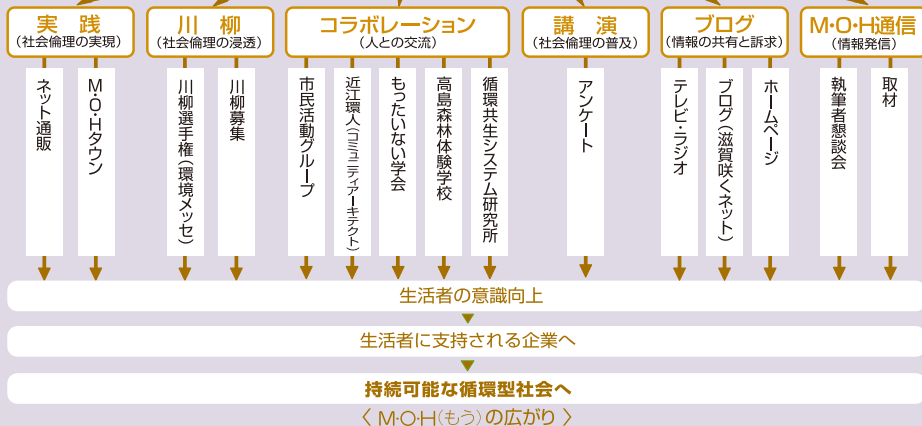 実践
(社会倫理の実現)
川柳
(社会倫理の浸透)
コラボレーション
(人との交流)
講演
(社会倫理の普及)
ブログ
(情報の共有と訴求)
M・O・H通信
(情報発信)
ネット通販
M・O・Hタウン
川柳選手権(環境メッセ)
川柳募集
市民活動グループ
近江環人(コミュニティアーキテクト)
もったいない学会
高島森林体験学校
循環共生システム研究所
アンケート
テレビ・ラジオ
ブログ(滋賀咲くネット)
ホームページ
執筆者懇談会
取材
生活者の意識向上
生活者に支持される企業へ
持続可能な循環型社会へ
〈 M・O・H(もう)の広がり 〉